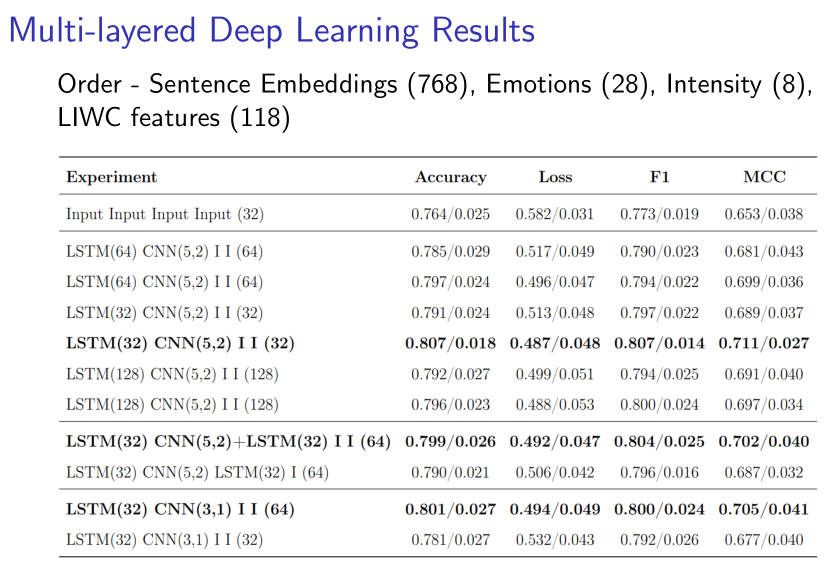 Multi-layered Deep Learning Results
Order - Sentence Embeddings (768), Emotions (28), Intensity (8),
LIWC features (118)
Experiment Accuracy Loss F1 MCC
Input Input Input Input (32) 0.764/0.025 0.582/0.031 0.773/0.019 0.653/0.038
LSTM(64) CNN(5,2) I I (64) 0.785/0.029 0.517/0.049 0.790/0.023 0.681/0.043
LSTM(64) CNN(5,2) I I (64) 0.797/0.024 0.496/0.047 0.794/0.022 0.699/0.036
LSTM(32) CNN(5,2) I I (32) 0.791/0.024 0.513/0.048 0.797/0.022 0.689/0.037
LSTM(32) CNN(5,2) I I (32) 0.807/0.018 0.487/0.048 0.807/0.014 0.711/0.027
LSTM(128) CNN(5,2) I I (128) 0.792/0.027 0.499/0.051 0.794/0.025 0.691/0.040
LSTM(128) CNN(5,2) I I (128) 0.796/0.023 0.488/0.053 0.800/0.024 0.697/0.034
LSTM(32) CNN(5,2)+LSTM(32) I I (64) 0.799/0.026 0.492/0.047 0.804/0.025 0.702/0.040
LSTM(32) CNN(5,2) LSTM(32) I (64) 0.790/0.021 0.506/0.042 0.796/0.016 0.687/0.032
LSTM(32) CNN(3,1) I I (64) 0.801/0.027 0.494/0.049 0.800/0.024 0.705/0.041
LSTM(32) CNN(3,1) I I (32) 0.781/0.027 0.532/0.043 0.792/0.026 0.677/0.040